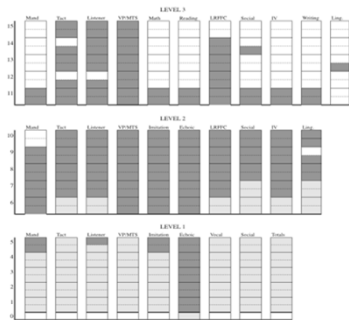 LEVEL 3
Mand Tact Listener VP/MTS Math Reading LRFFC Social IV Writing Ling.
15
14
13
12
11
LEVEL 2
Mand Tact Listener VP/MTS Imitation Echoic LRFFC Social IV Ling.
10
9
8
7
6
LEVEL 1
Mand Tact Listener VP/MTS Imitation Echoic Vocal Social Totals
5
4
3
2
1
0